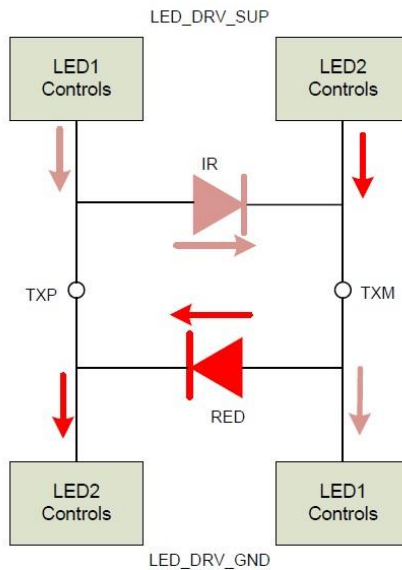 LED_DRV_SUP
LED1
Controls
LED2
Controls
IR
TXP
TXM
RED
LED2
Controls
LED1
Controls
LED_DRV_GND